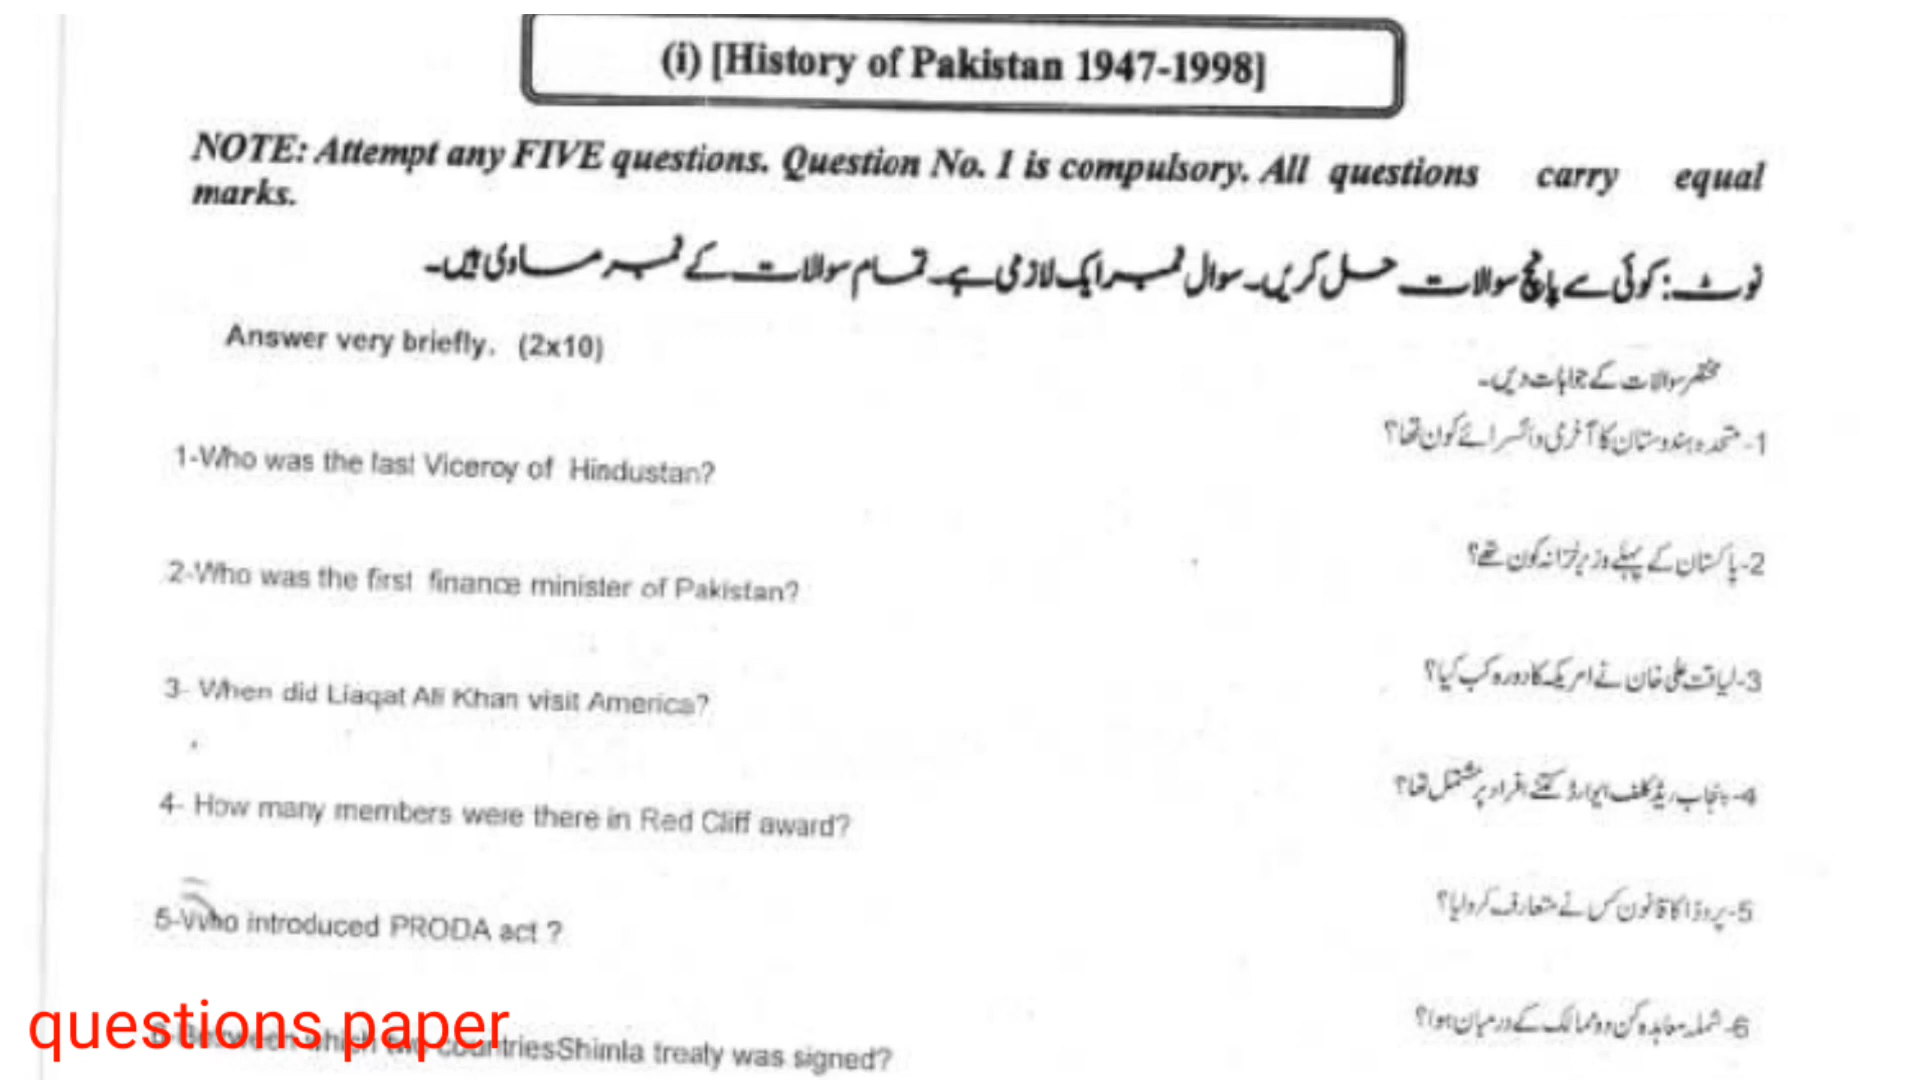 (i) [History of Pakistan 1947-1998]
NOTE: Attempt any FIVE questions. Question No. 1 is compulsory. All questions carry equal
marks.
نوٹ: کوئی سے پانچ سوالات حل کریں۔ سوال نمبر ایک لازمی ہے۔ تمام سوالات کے نمبر مساوی ہیں۔
Answer very briefly. (2x10)
مختصر سوالات کے جوابات دیں۔
1-Who was the last Viceroy of Hindustan?
1- متحدہ ہندوستان کا آخری وائسرائے کون تھا؟
2-Who was the first finance minister of Pakistan?
2- پاکستان کے پہلے وزیر خزانہ کون تھے؟
3- When did Liaqat Ali Khan visit America?
3- لیاقت علی خان نے امریکہ کا دورہ کب کیا؟
4- How many members were there in Red Cliff award?
4- پنجاب ریڈ کلف ایوارڈ کتنے افراد پر مشتمل تھا؟
5-Who introduced PRODA act ?
5- پروڈا کا قانون کس نے متعارف کروایا؟
6-Between which two countriesShimla treaty was signed?
6- شملہ معاہدہ کن دو ممالک کے درمیان ہوا؟
questions paper